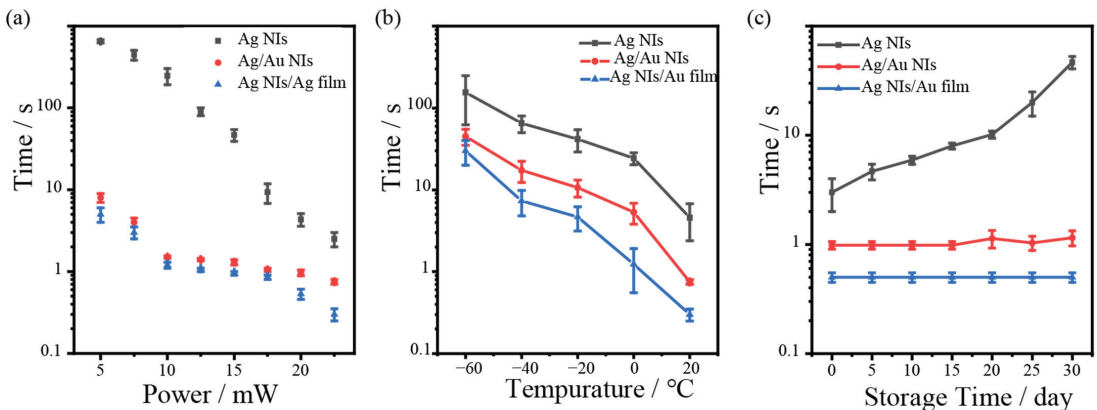 (a)
Ag NIs
Ag/Au NIs
Ag NIs/Ag film
100
10
1
0.1
Time / s
5
10
15
20
Power / mW
(b)
Ag NIs
Ag/Au NIs
Ag NIs/Au film
100
10
1
0.1
Time / s
−60
−40
−20
0
20
Tempurature / °C
(c)
Ag NIs
Ag/Au NIs
Ag NIs/Au film
10
1
0.1
Time / s
0
5
10
15
20
25
30
Storage Time / day